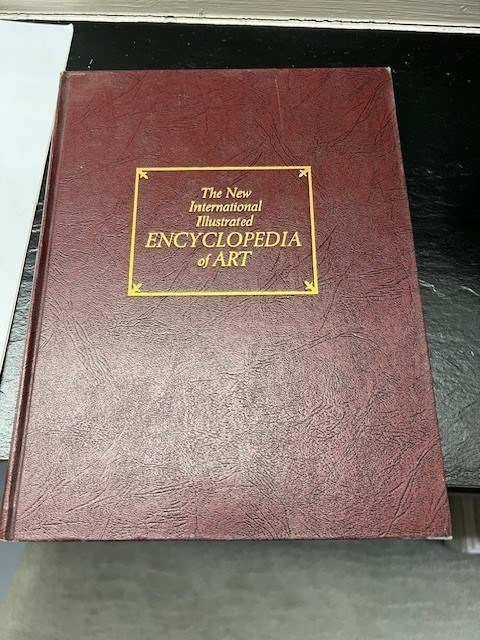 The New
International
Illustrated
ENCYCLOPEDIA
of ART